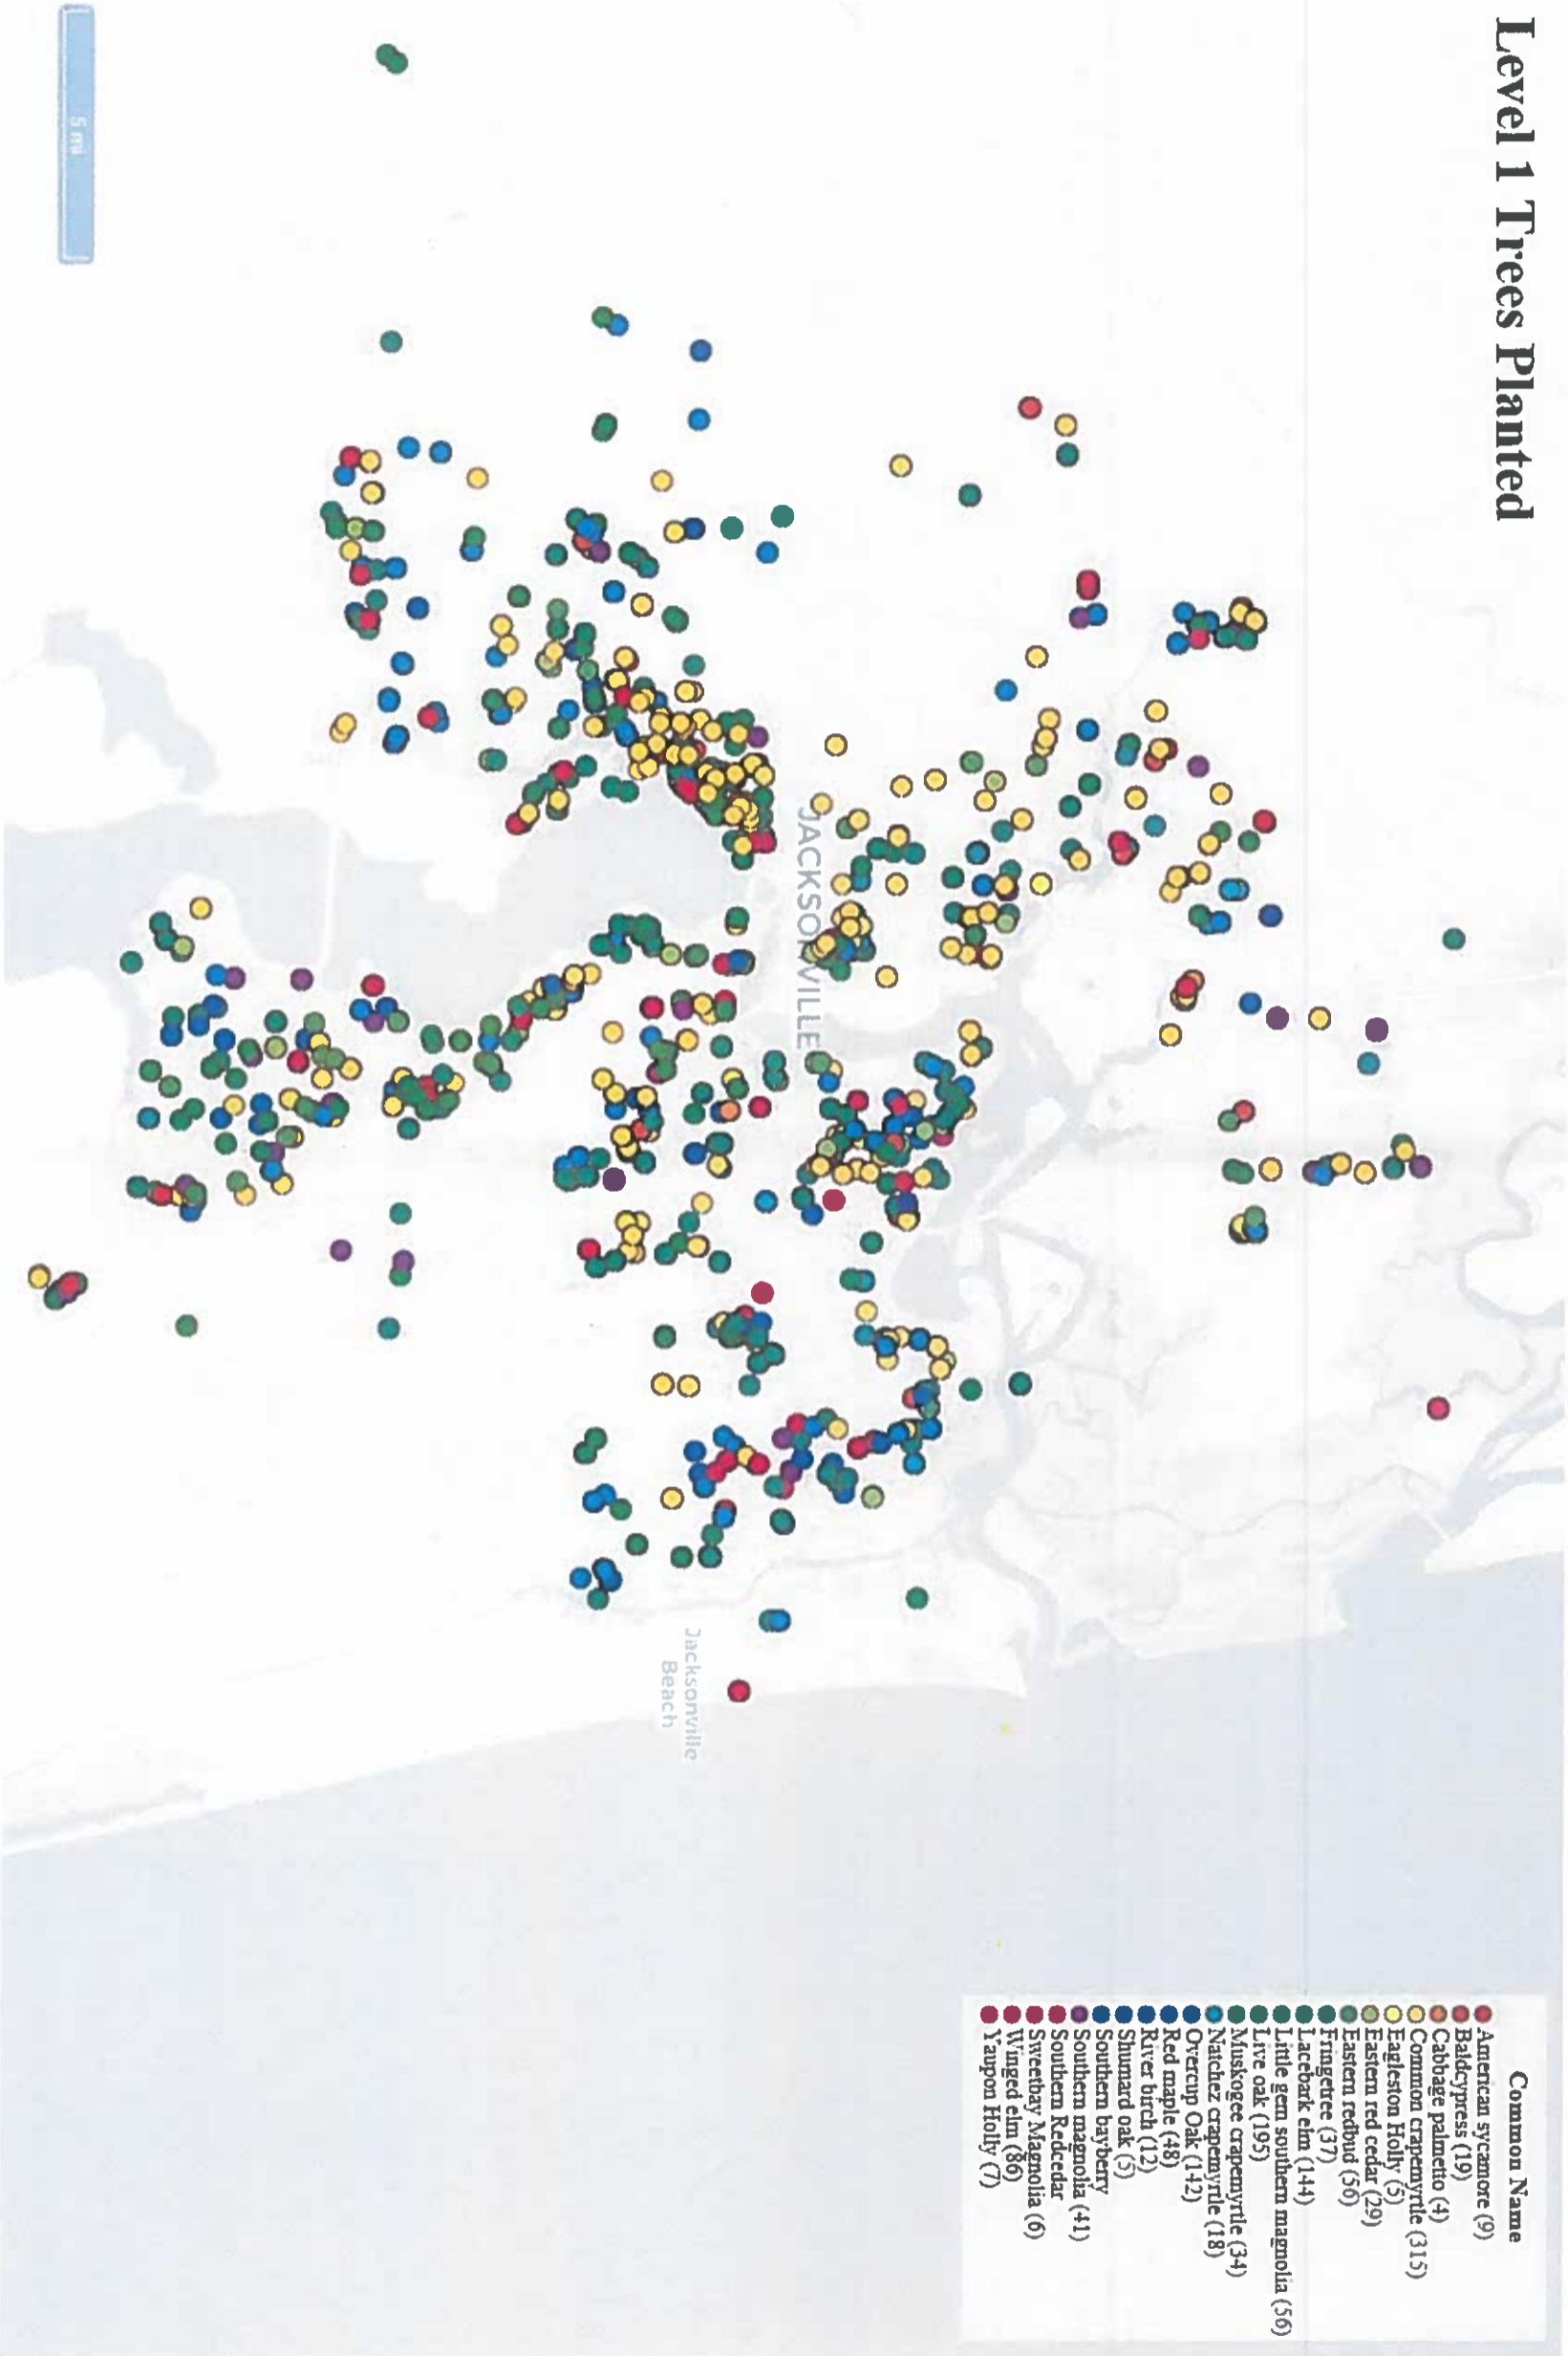 Level 1 Trees Planted
Common Name
American sycamore (9)
Baldcypress (19)
Cabbage palmetto (4)
Common crapemyrtle (315)
Eagleston Holly (5)
Eastern red cedar (29)
Eastern redbud (56)
Fringetree (37)
Lacebark elm (144)
Little gem southern magnolia (56)
Live oak (195)
Muskogee crapemyrtle (34)
Natchez crapemyrtle (18)
Overcup Oak (142)
Red maple (48)
River birch (12)
Shumard oak (5)
Southern bayberry
Southern magnolia (41)
Southern Redcedar
Sweetbay Magnolia (6)
Winged elm (86)
Yaupon Holly (7)
JACKSONVILLE
Jacksonville
Beach
5 mi